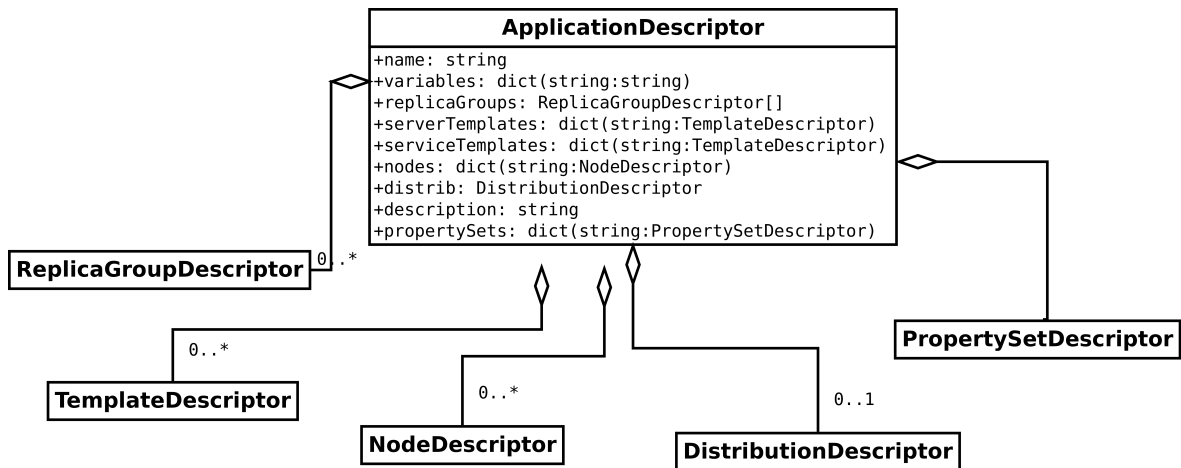 ApplicationDescriptor
+name: string
+variables: dict(string:string)
+replicaGroups: ReplicaGroupDescriptor[]
+serverTemplates: dict(string:TemplateDescriptor)
+serviceTemplates: dict(string:TemplateDescriptor)
+nodes: dict(string:NodeDescriptor)
+distrib: DistributionDescriptor
+description: string
+propertySets: dict(string:PropertySetDescriptor)
ReplicaGroupDescriptor
0..*
PropertySetDescriptor
0..*
TemplateDescriptor
0..*
NodeDescriptor
0..1
DistributionDescriptor